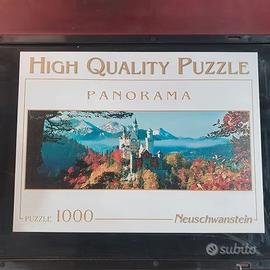 HIGH QUALITY PUZZLE
PANORAMA
PUZZLE 1000 Neuschwanstein
subito